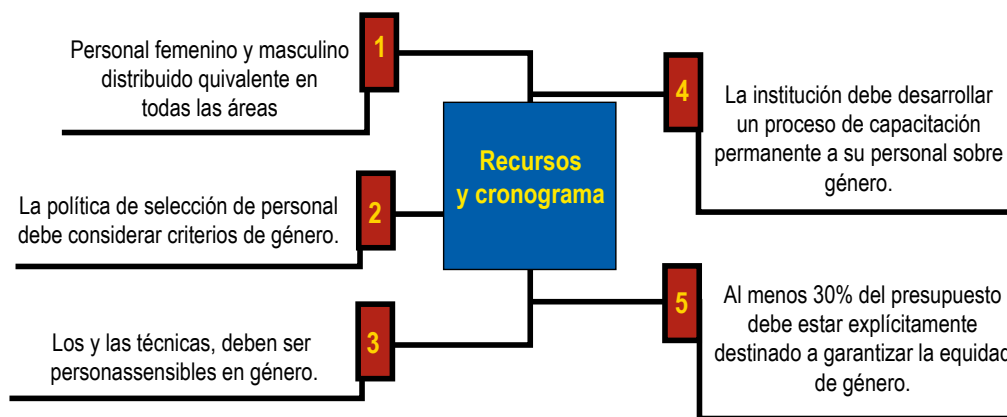 1
Personal femenino y masculino
distribuido quivalente en
todas las áreas
2
La política de selección de personal
debe considerar criterios de género.
3
Los y las técnicas, deben ser
personassensibles en género.
Recursos
y cronograma
4
La institución debe desarrollar
un proceso de capacitación
permanente a su personal sobre
género.
5
Al menos 30% del presupuesto
debe estar explícitamente
destinado a garantizar la equidad
de género.